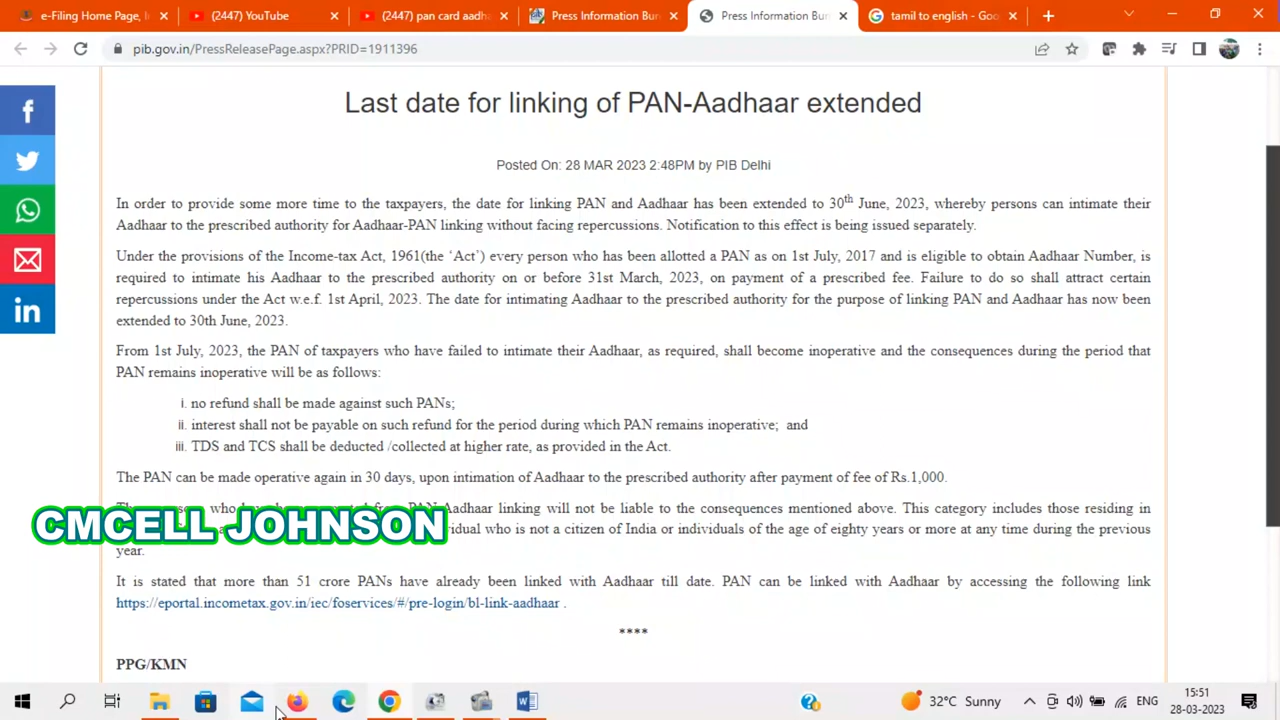 e-Filing Home Page, I
(2447) YouTube
(2447) pan card aadh
Press Information Bur
Press Information Bur
tamil to english - Goo
pib.gov.in/PressReleasePage.aspx?PRID=1911396
Last date for linking of PAN-Aadhaar extended
Posted On: 28 MAR 2023 2:48PM by PIB Delhi
In order to provide some more time to the taxpayers, the date for linking PAN and Aadhaar has been extended to 30th June, 2023, whereby persons can intimate their
Aadhaar to the prescribed authority for Aadhaar-PAN linking without facing repercussions. Notification to this effect is being issued separately.
Under the provisions of the Income-tax Act, 1961(the ‘Act’) every person who has been allotted a PAN as on 1st July, 2017 and is eligible to obtain Aadhaar Number, is
required to intimate his Aadhaar to the prescribed authority on or before 31st March, 2023, on payment of a prescribed fee. Failure to do so shall attract certain
repercussions under the Act w.e.f. 1st April, 2023. The date for intimating Aadhaar to the prescribed authority for the purpose of linking PAN and Aadhaar has now been
extended to 30th June, 2023.
From 1st July, 2023, the PAN of taxpayers who have failed to intimate their Aadhaar, as required, shall become inoperative and the consequences during the period that
PAN remains inoperative will be as follows:
i. no refund shall be made against such PANs;
ii. interest shall not be payable on such refund for the period during which PAN remains inoperative; and
iii. TDS and TCS shall be deducted /collected at higher rate, as provided in the Act.
The PAN can be made operative again in 30 days, upon intimation of Aadhaar to the prescribed authority after payment of fee of Rs.1,000.
PAN-Aadhaar linking will not be liable to the consequences mentioned above. This category includes those residing in
CMCELL JOHNSON
who is not a citizen of India or individuals of the age of eighty years or more at any time during the previous
year.
It is stated that more than 51 crore PANs have already been linked with Aadhaar till date. PAN can be linked with Aadhaar by accessing the following link
https://eportal.incometax.gov.in/iec/foservices/#/pre-login/bl-link-aadhaar .
****
PPG/KMN
32°C Sunny
ENG
15:51
28-03-2023